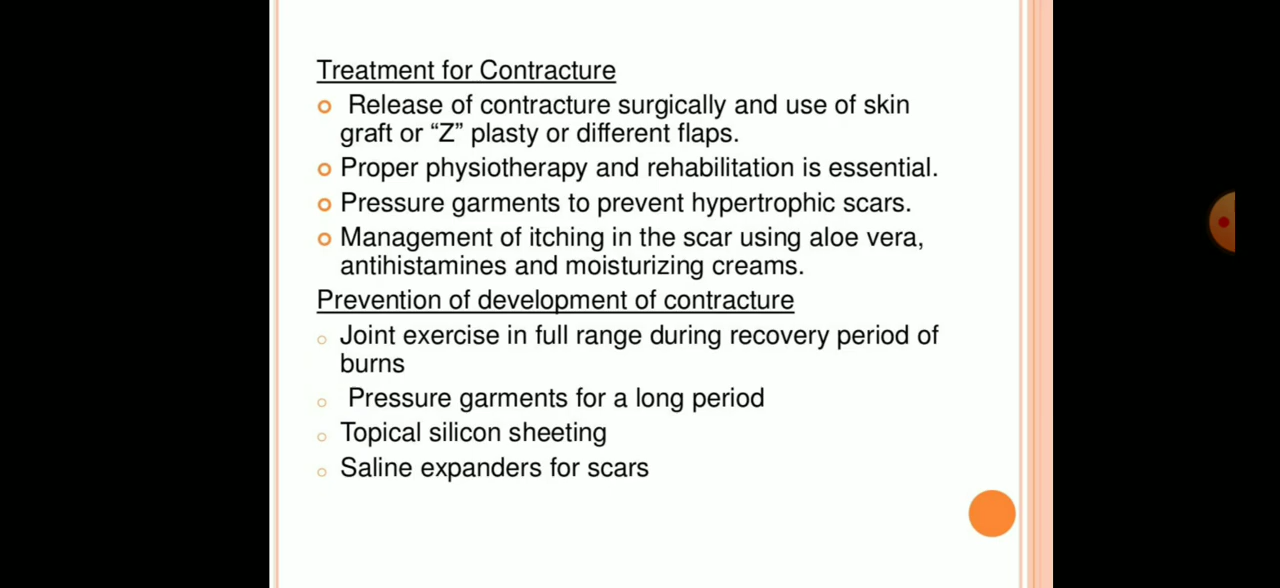 Treatment for Contracture
Release of contracture surgically and use of skin
graft or “Z” plasty or different flaps.
Proper physiotherapy and rehabilitation is essential.
Pressure garments to prevent hypertrophic scars.
Management of itching in the scar using aloe vera,
antihistamines and moisturizing creams.
Prevention of development of contracture
Joint exercise in full range during recovery period of
burns
Pressure garments for a long period
Topical silicon sheeting
Saline expanders for scars